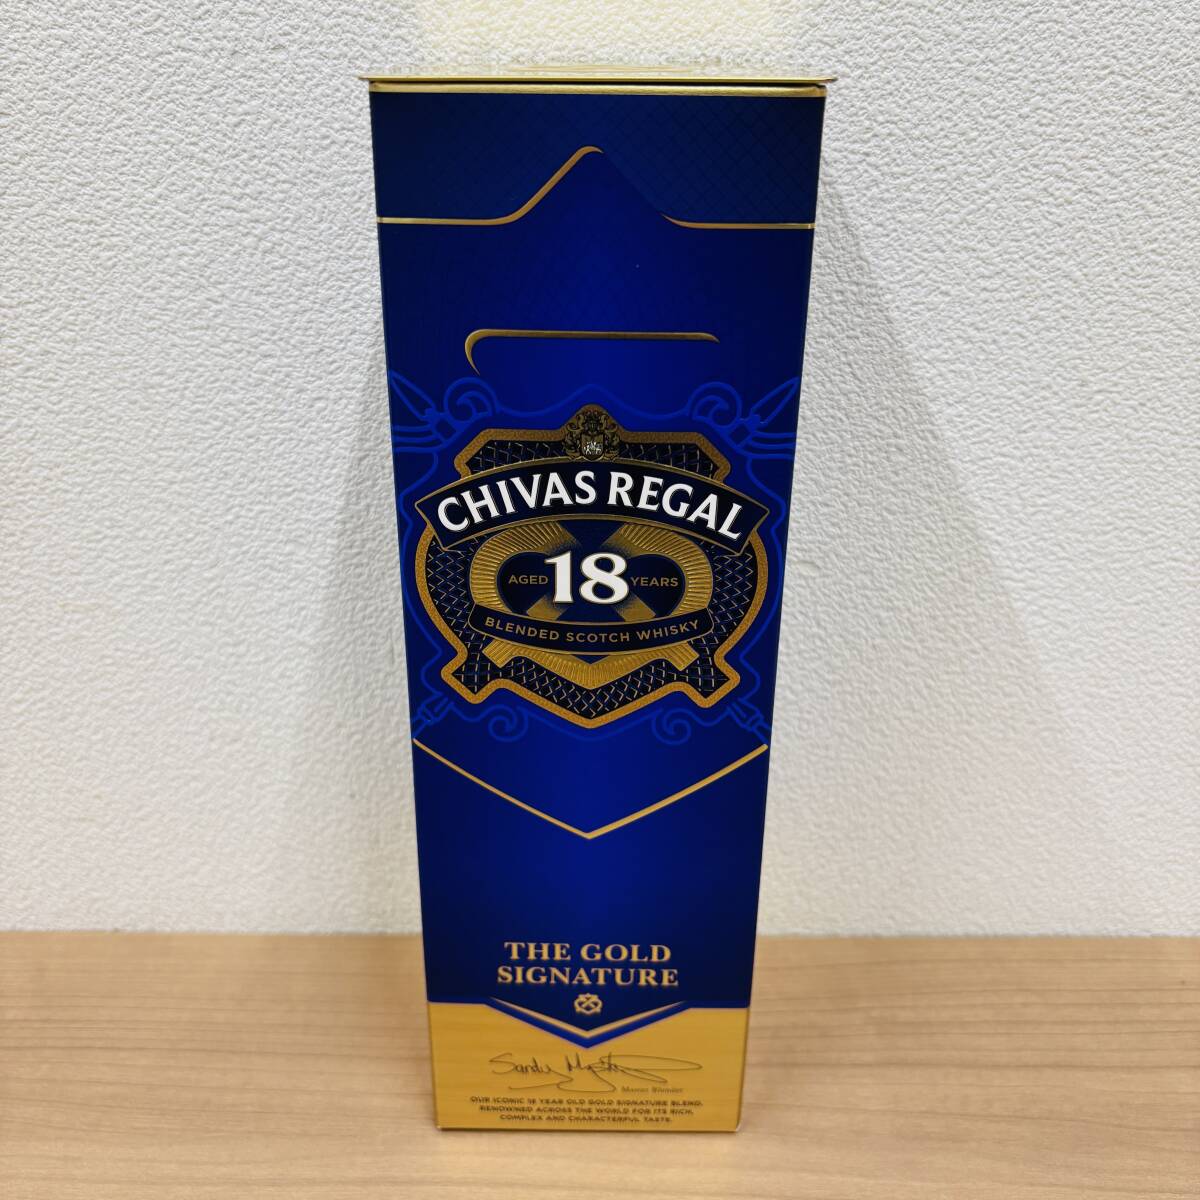 CHIVAS REGAL
AGED 18 YEARS
BLENDED SCOTCH WHISKY
THE GOLD
SIGNATURE
Sandy
Master Blender
OUR ICONIC 18 YEAR OLD GOLD SIGNATURE BLEND,
RENOWNED ACROSS THE WORLD FOR ITS RICH,
COMPLEX AND CHARACTERFUL TASTE.